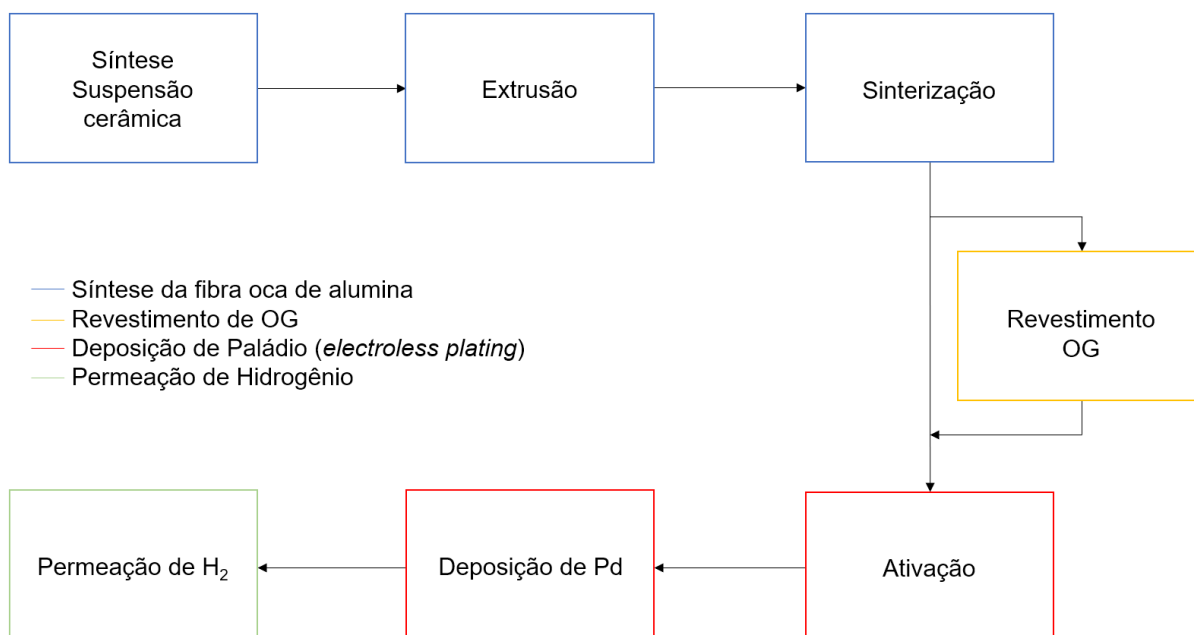 Síntese
Suspensão
cerâmica
Extrusão
Sinterização
Síntese da fibra oca de alumina
Revestimento de OG
Deposição de Paládio (electroless plating)
Permeação de Hidrogênio
Revestimento
OG
Permeação de H₂
Deposição de Pd
Ativação